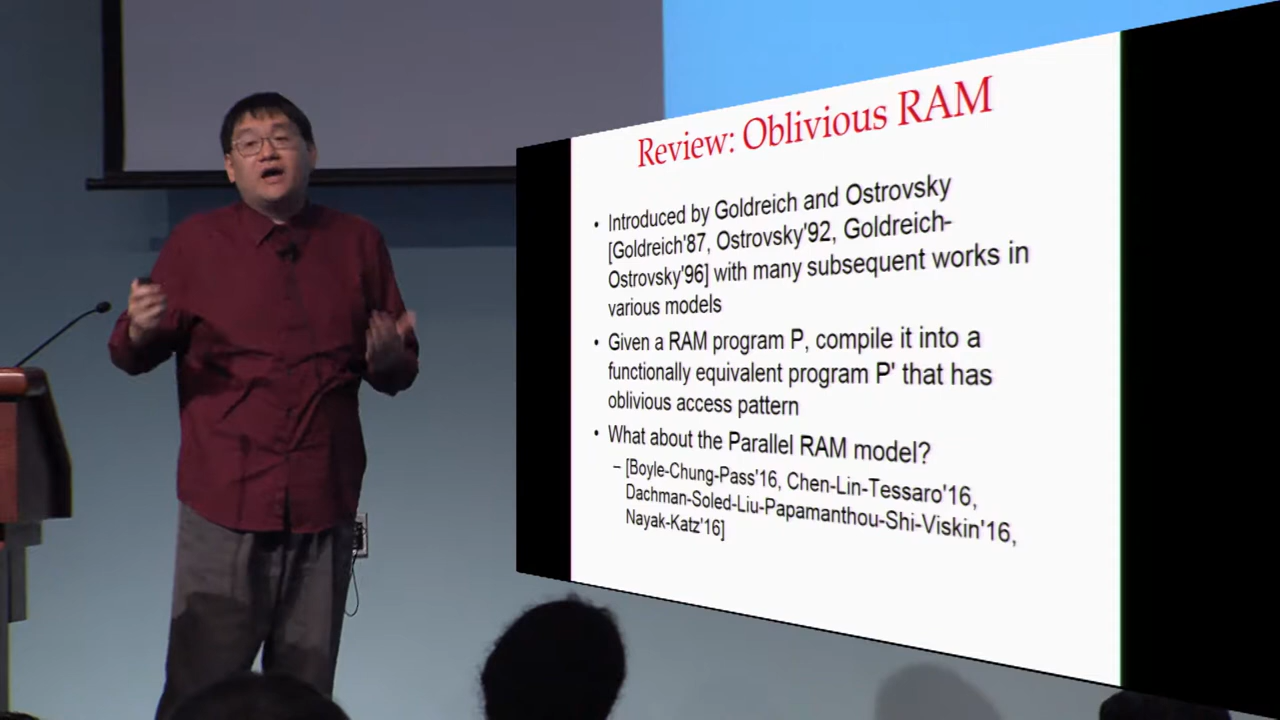 Review: Oblivious RAM
• Introduced by Goldreich and Ostrovsky
[Goldreich'87, Ostrovsky'92, Goldreich-
Ostrovsky'96] with many subsequent works in
various models
• Given a RAM program P, compile it into a
functionally equivalent program P' that has
oblivious access pattern
• What about the Parallel RAM model?
– [Boyle-Chung-Pass'16, Chen-Lin-Tessaro'16,
Dachman-Soled-Liu-Papamanthou-Shi-Viskin'16,
Nayak-Katz'16]